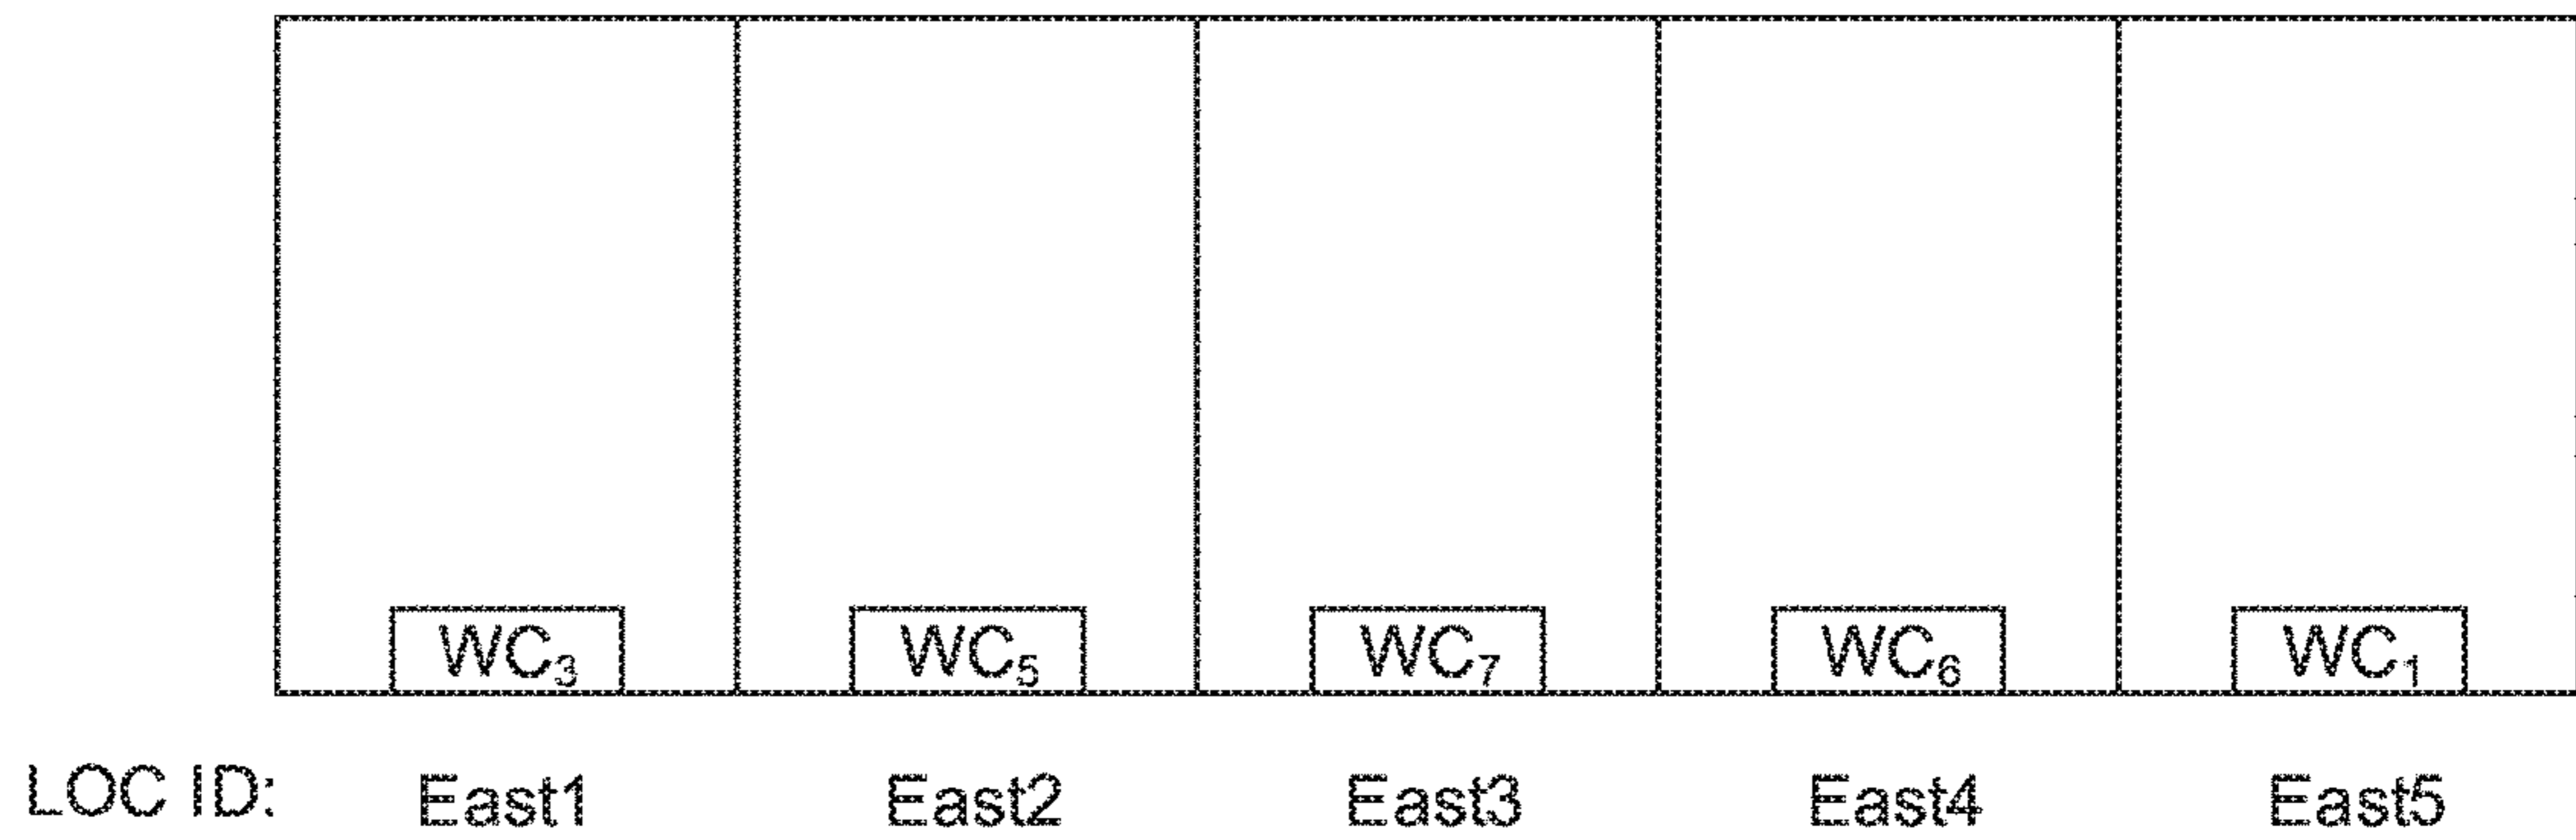 WC₃ WC₅ WC₇ WC₆ WC₁
LOC ID: East1 East2 East3 East4 East5